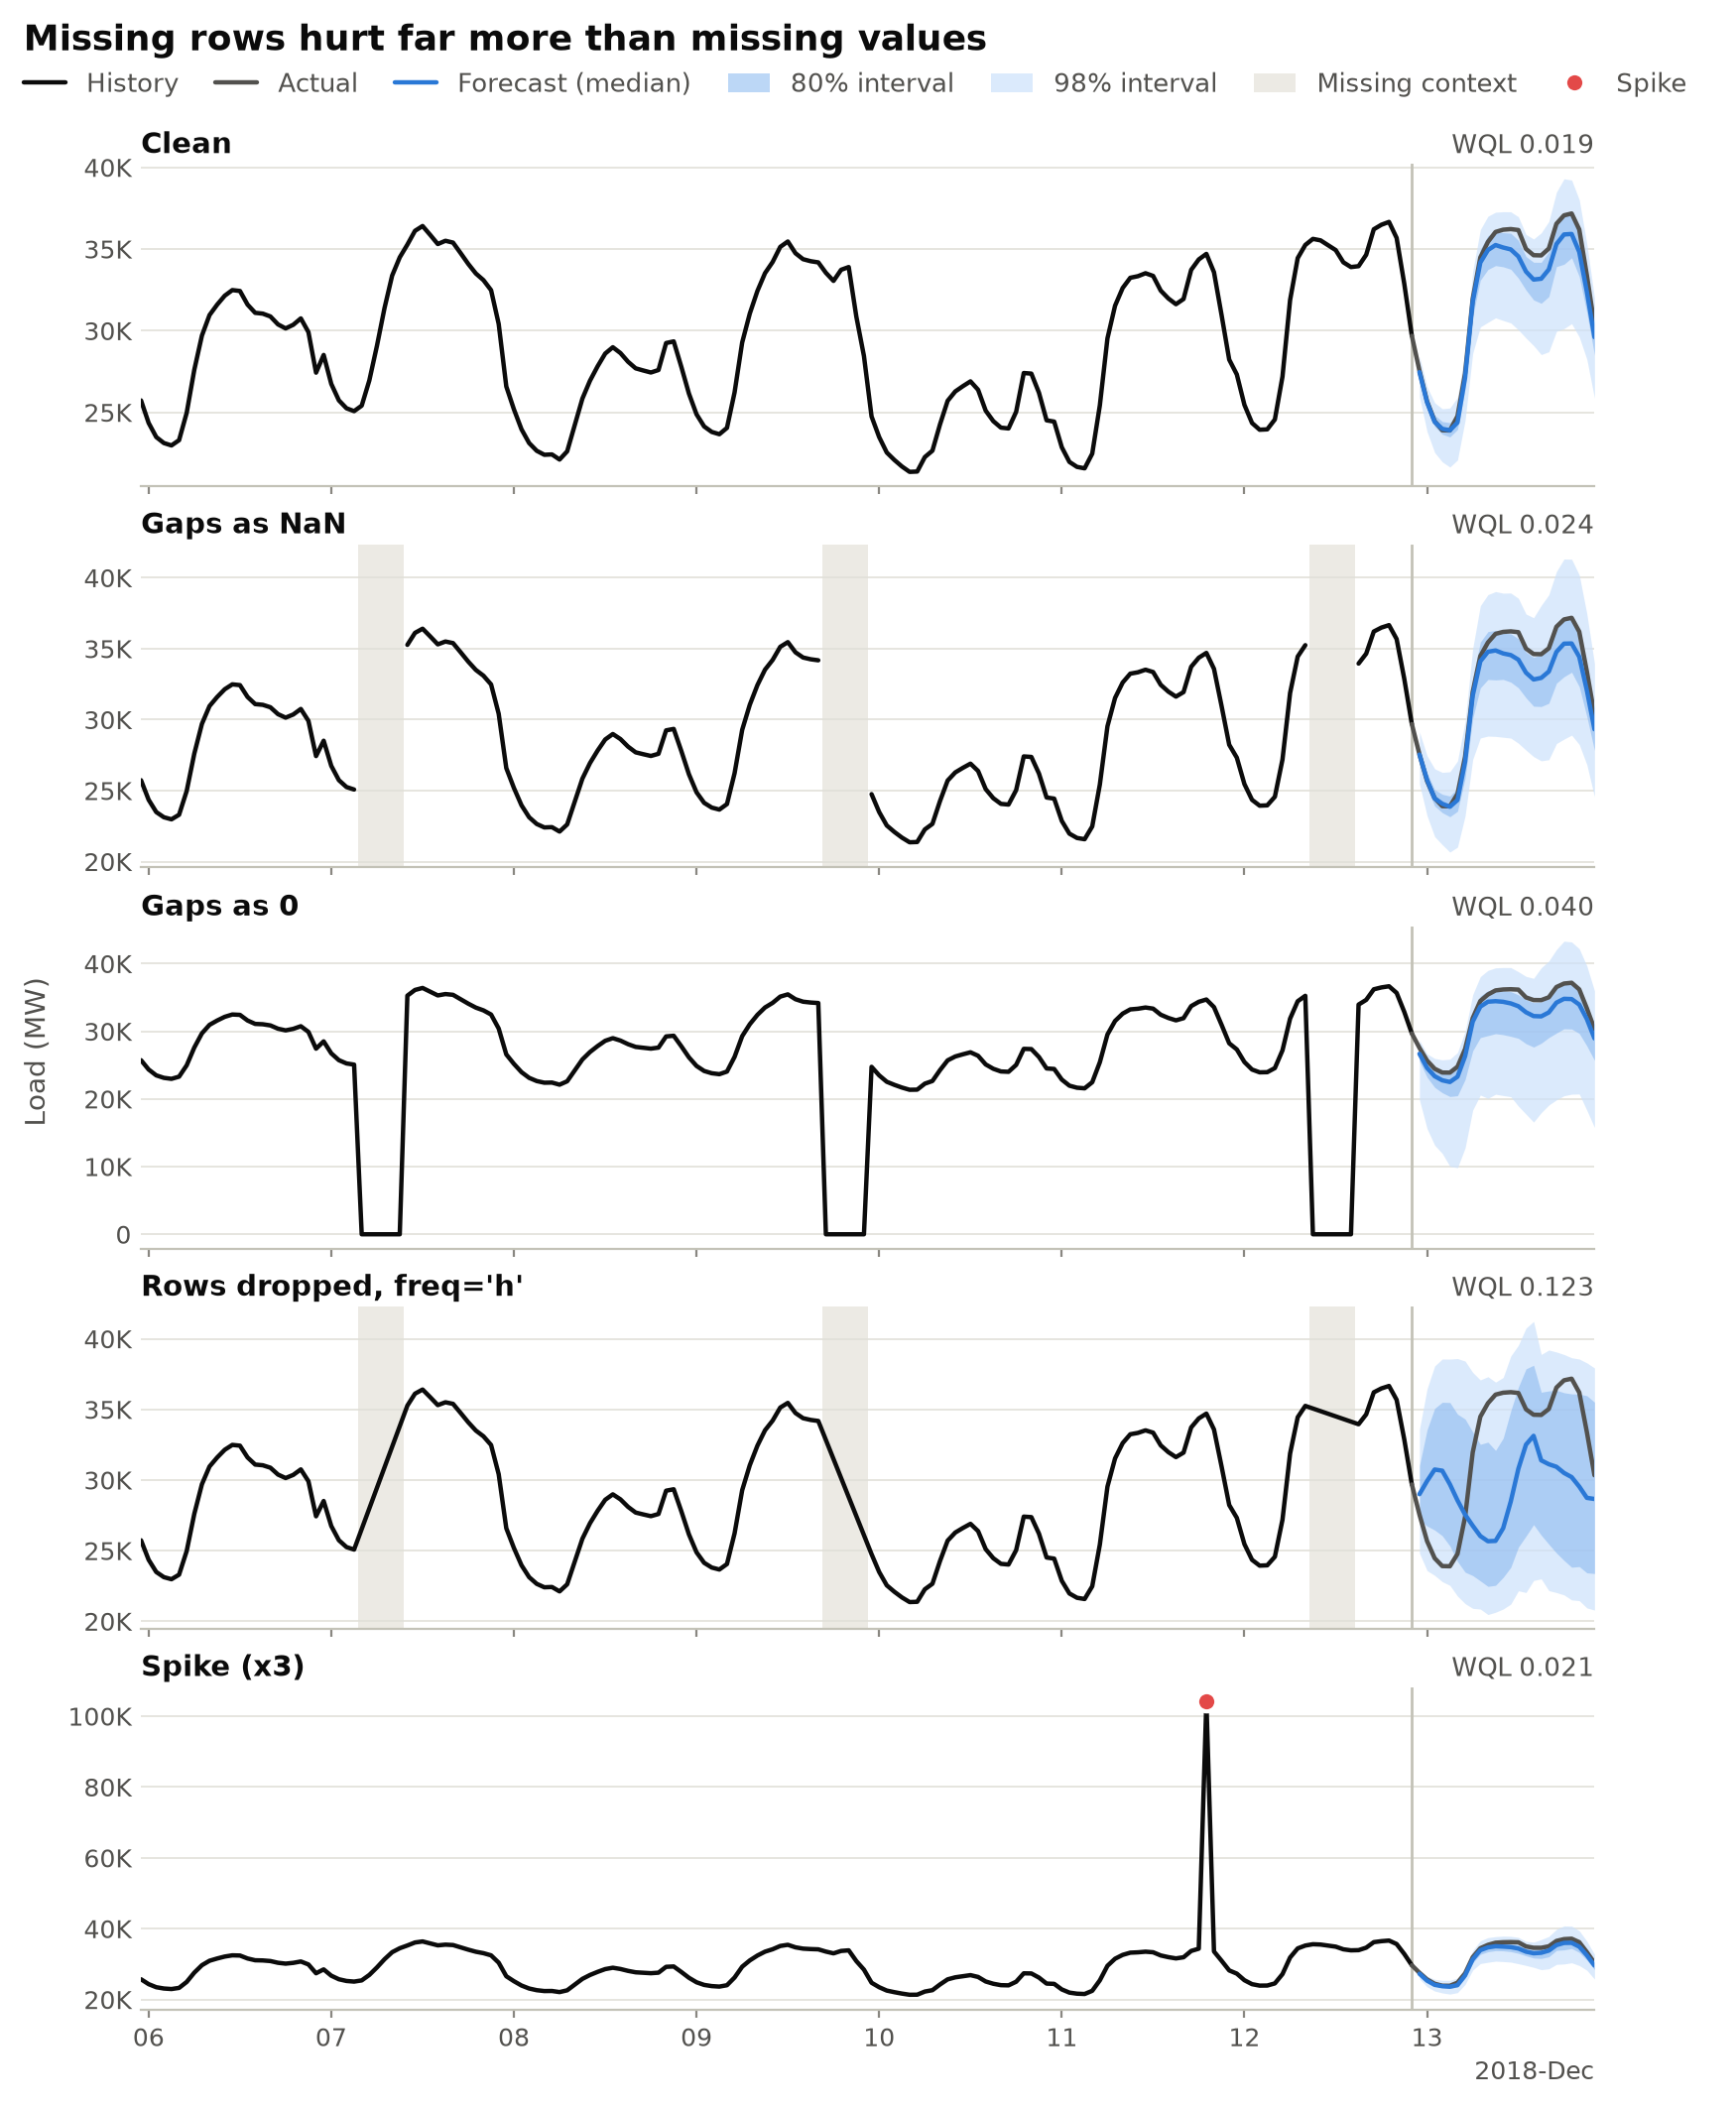 Missing rows hurt far more than missing values
History Actual Forecast (median) 80% interval 98% interval Missing context Spike
Clean WQL 0.019
40K
35K
30K
25K
Gaps as NaN WQL 0.024
40K
35K
30K
25K
20K
Gaps as 0 WQL 0.040
40K
30K
20K
10K
0
Load (MW)
Rows dropped, freq='h' WQL 0.123
40K
35K
30K
25K
20K
Spike (x3) WQL 0.021
100K
80K
60K
40K
20K
06 07 08 09 10 11 12 13
2018-Dec